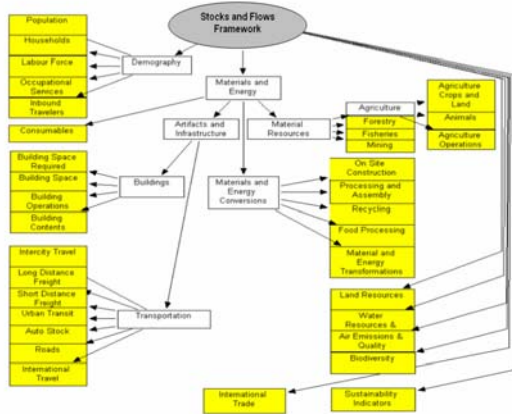 Stocks and Flows
Framework
Population
Households
Labour Force
Occupational
Services
Inbound
Travelers
Consumables
Demography
Materials and
Energy
Artifacts and
Infrastructure
Material
Resources
Agriculture
Forestry
Fisheries
Mining
Agriculture
Crops and
Land
Animals
Agriculture
Operations
Building Space
Required
Building Space
Building
Operations
Building
Contents
Buildings
Materials and
Energy
Conversions
On Site
Construction
Processing and
Assembly
Recycling
Food Processing
Material and
Energy
Transformations
Intercity Travel
Long Distance
Freight
Short Distance
Freight
Urban Transit
Auto Stock
Roads
International
Travel
Transportation
Land Resources
Water
Resources &
Air Emissions &
Quality
Biodiversity
International
Trade
Sustainability
Indicators